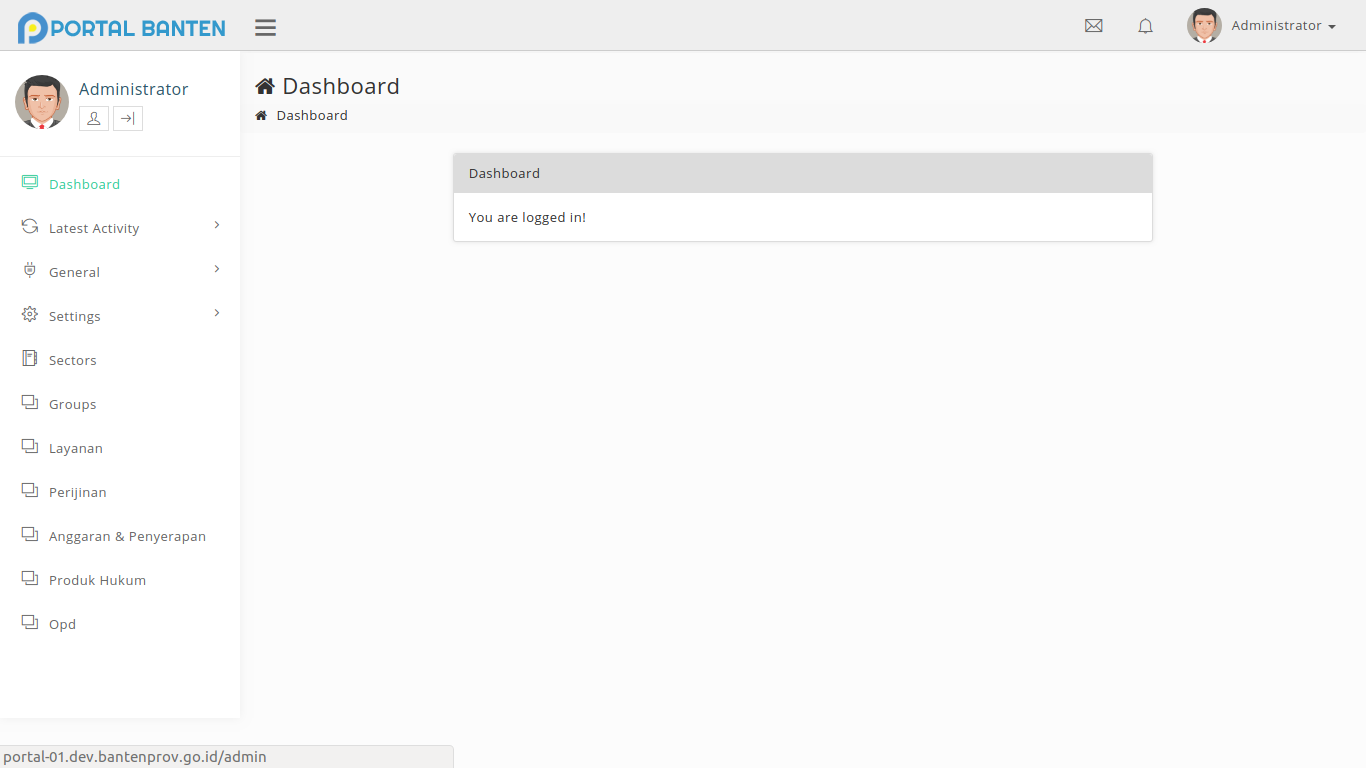 PORTAL BANTEN
Administrator
Administrator
Dashboard
Latest Activity
General
Settings
Sectors
Groups
Layanan
Perijinan
Anggaran & Penyerapan
Produk Hukum
Opd
Dashboard
Dashboard
Dashboard
You are logged in!
portal-01.dev.bantenprov.go.id/admin